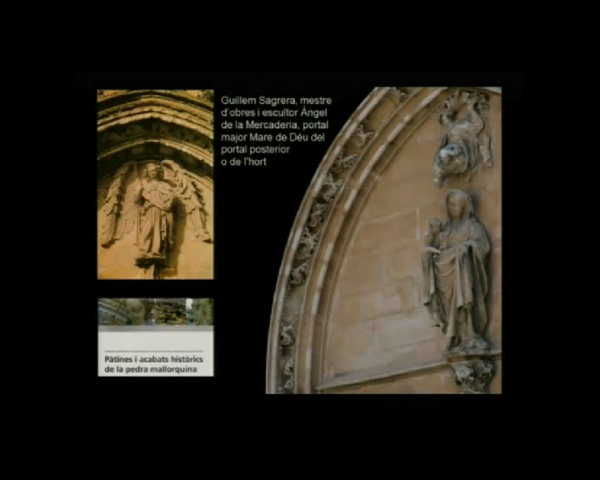 Guillem Sagrera, mestre
d'obres i escultor Àngel
de la Mercaderia, portal
major Mare de Déu del
portal posterior
o de l'hort
Pàtines i acabats històrics
de la pedra mallorquina